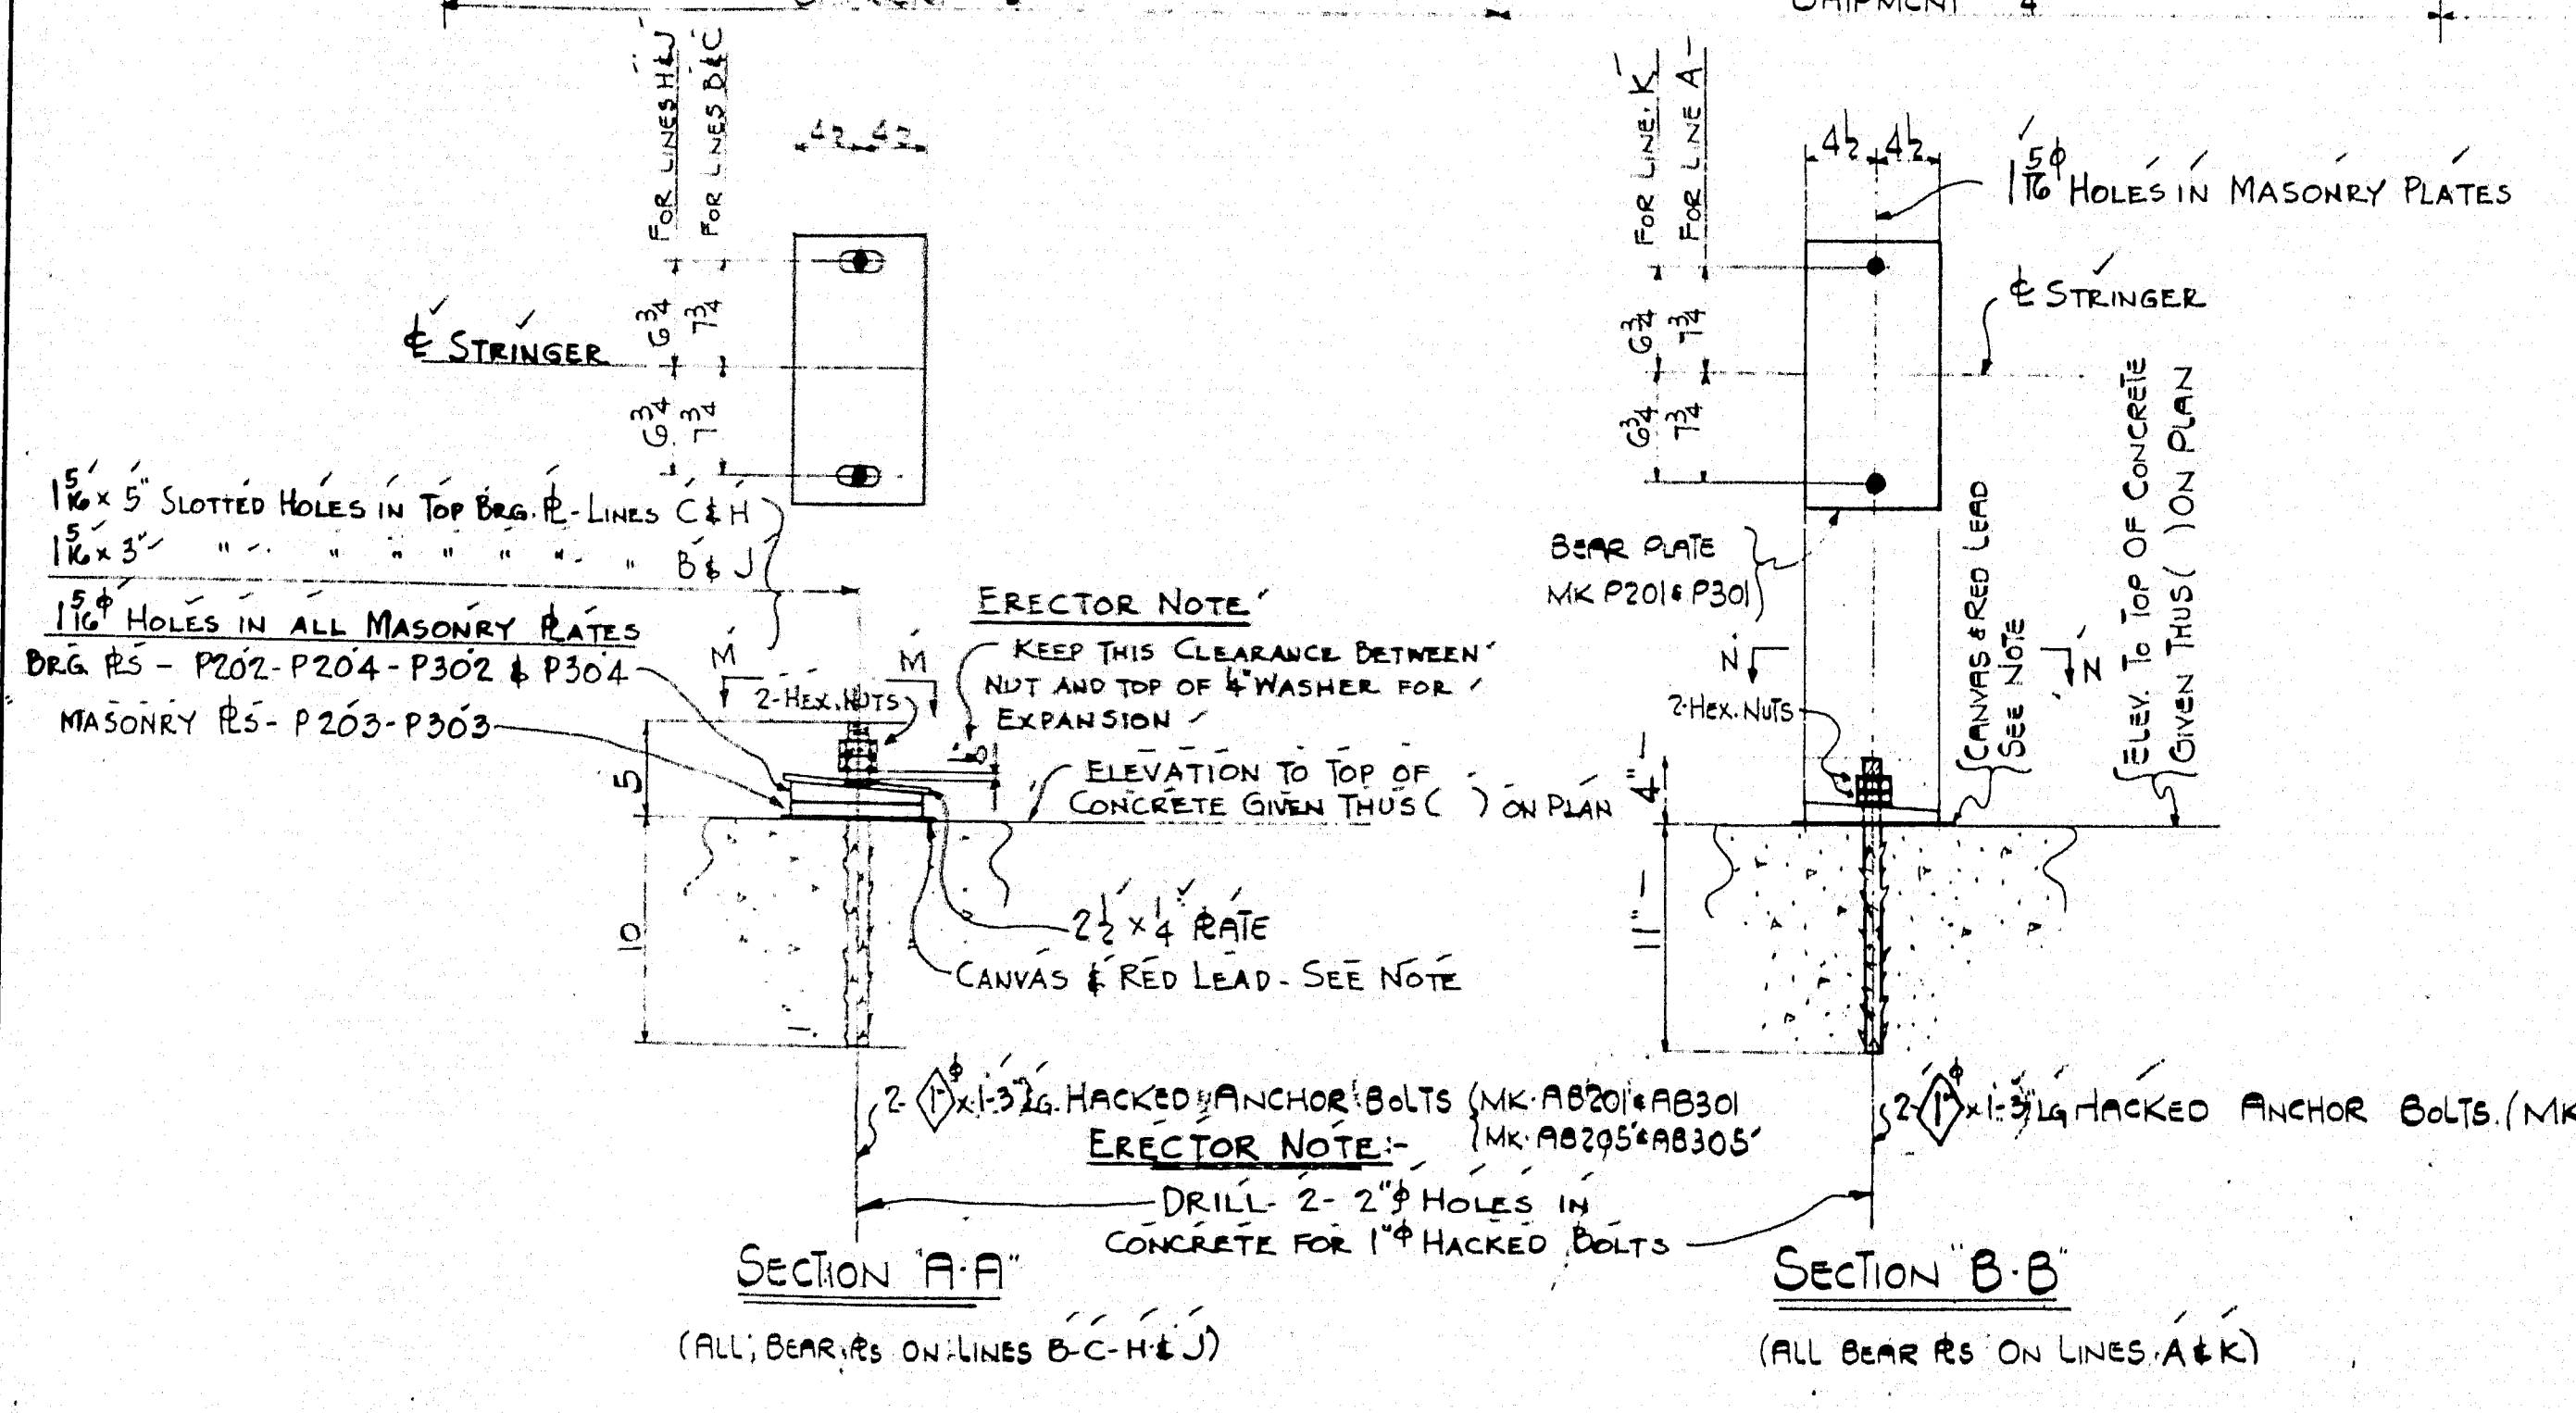 SHIPMENT 4
FOR LINES H & J
FOR LINES B & C
4½ 4½
℄ STRINGER
6¾ 7¾
6¾ 7¾
1 5/16 x 5" SLOTTED HOLES IN TOP BRG. ℙL - LINES C & H
1 5/16 x 3" " " " " " " " B & J
1 5/16 ϕ HOLES IN ALL MASONRY PLATES
BRG PLS - P202 - P204 - P302 & P304
MASONRY PLS - P203 - P303
M M
2-HEX. NUTS
ERECTOR NOTE
KEEP THIS CLEARANCE BETWEEN
NUT AND TOP OF ¼" WASHER FOR
EXPANSION
⅛
ELEVATION TO TOP OF
CONCRETE GIVEN THUS ( ) ON PLAN
5
10
2½ x ¼" PLATE
CANVAS & RED LEAD - SEE NOTE
2- 1" ϕ x 1-3" LG. HACKED ANCHOR BOLTS (MK. AB201 & AB301
(MK. AB205 & AB305
ERECTOR NOTE:-
DRILL - 2 - 2"ϕ HOLES IN
CONCRETE FOR 1"ϕ HACKED BOLTS
SECTION "A-A"
(ALL BEAR PLS ON LINES B-C-H & J)
FOR LINE K
FOR LINE A
4½ 4½
1 5/16 ϕ HOLES IN MASONRY PLATES
℄ STRINGER
6¾ 7¾
6¾ 7¾
BEAR PLATE
MK P201 & P301
N N
2-HEX. NUTS
CANVAS & RED LEAD
SEE NOTE
ELEV. TO TOP OF CONCRETE
GIVEN THUS ( ) ON PLAN
4"
11"
2- 1" ϕ x 1-3" LG HACKED ANCHOR BOLTS. (MK
SECTION "B-B"
(ALL BEAR PLS ON LINES A & K)